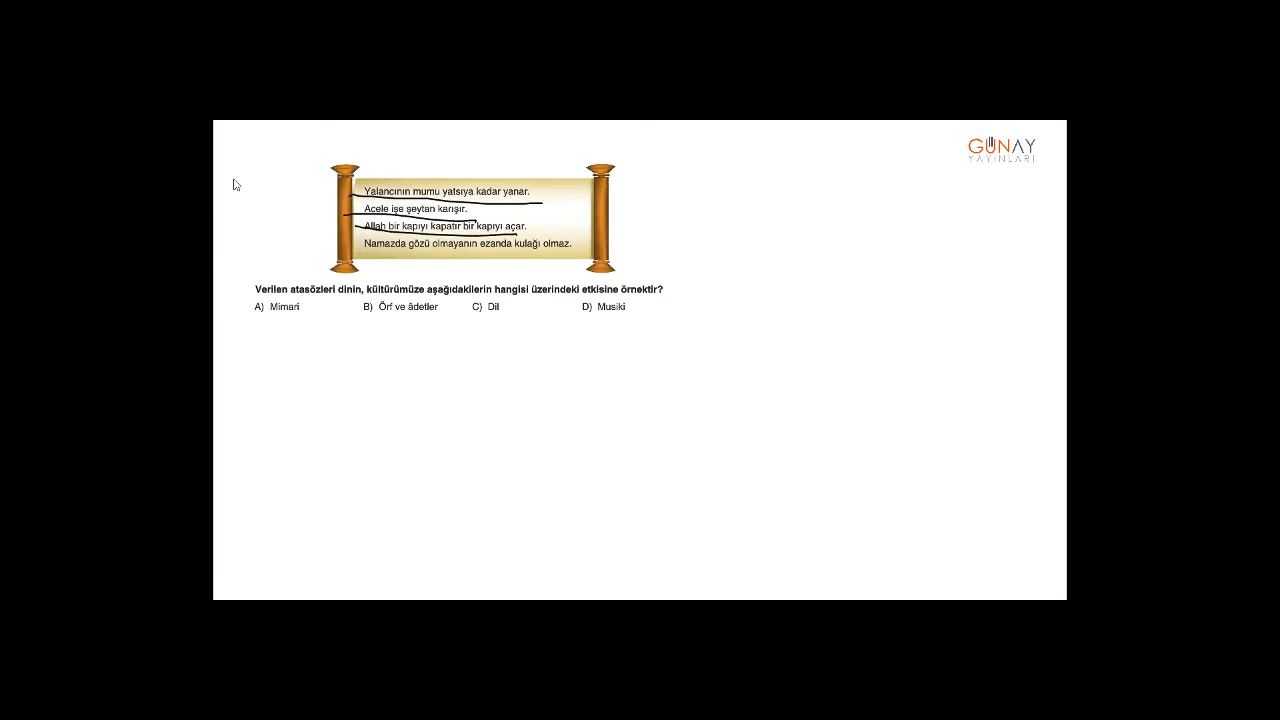 GÜNAY
YAYINLARI
Yalancının mumu yatsıya kadar yanar.
Acele işe şeytan karışır.
Allah bir kapıyı kapatır bir kapıyı açar.
Namazda gözü olmayanın ezanda kulağı olmaz.
Verilen atasözleri dinin, kültürümüze aşağıdakilerin hangisi üzerindeki etkisine örnektir?
A) Mimari B) Örf ve âdetler C) Dil D) Musiki